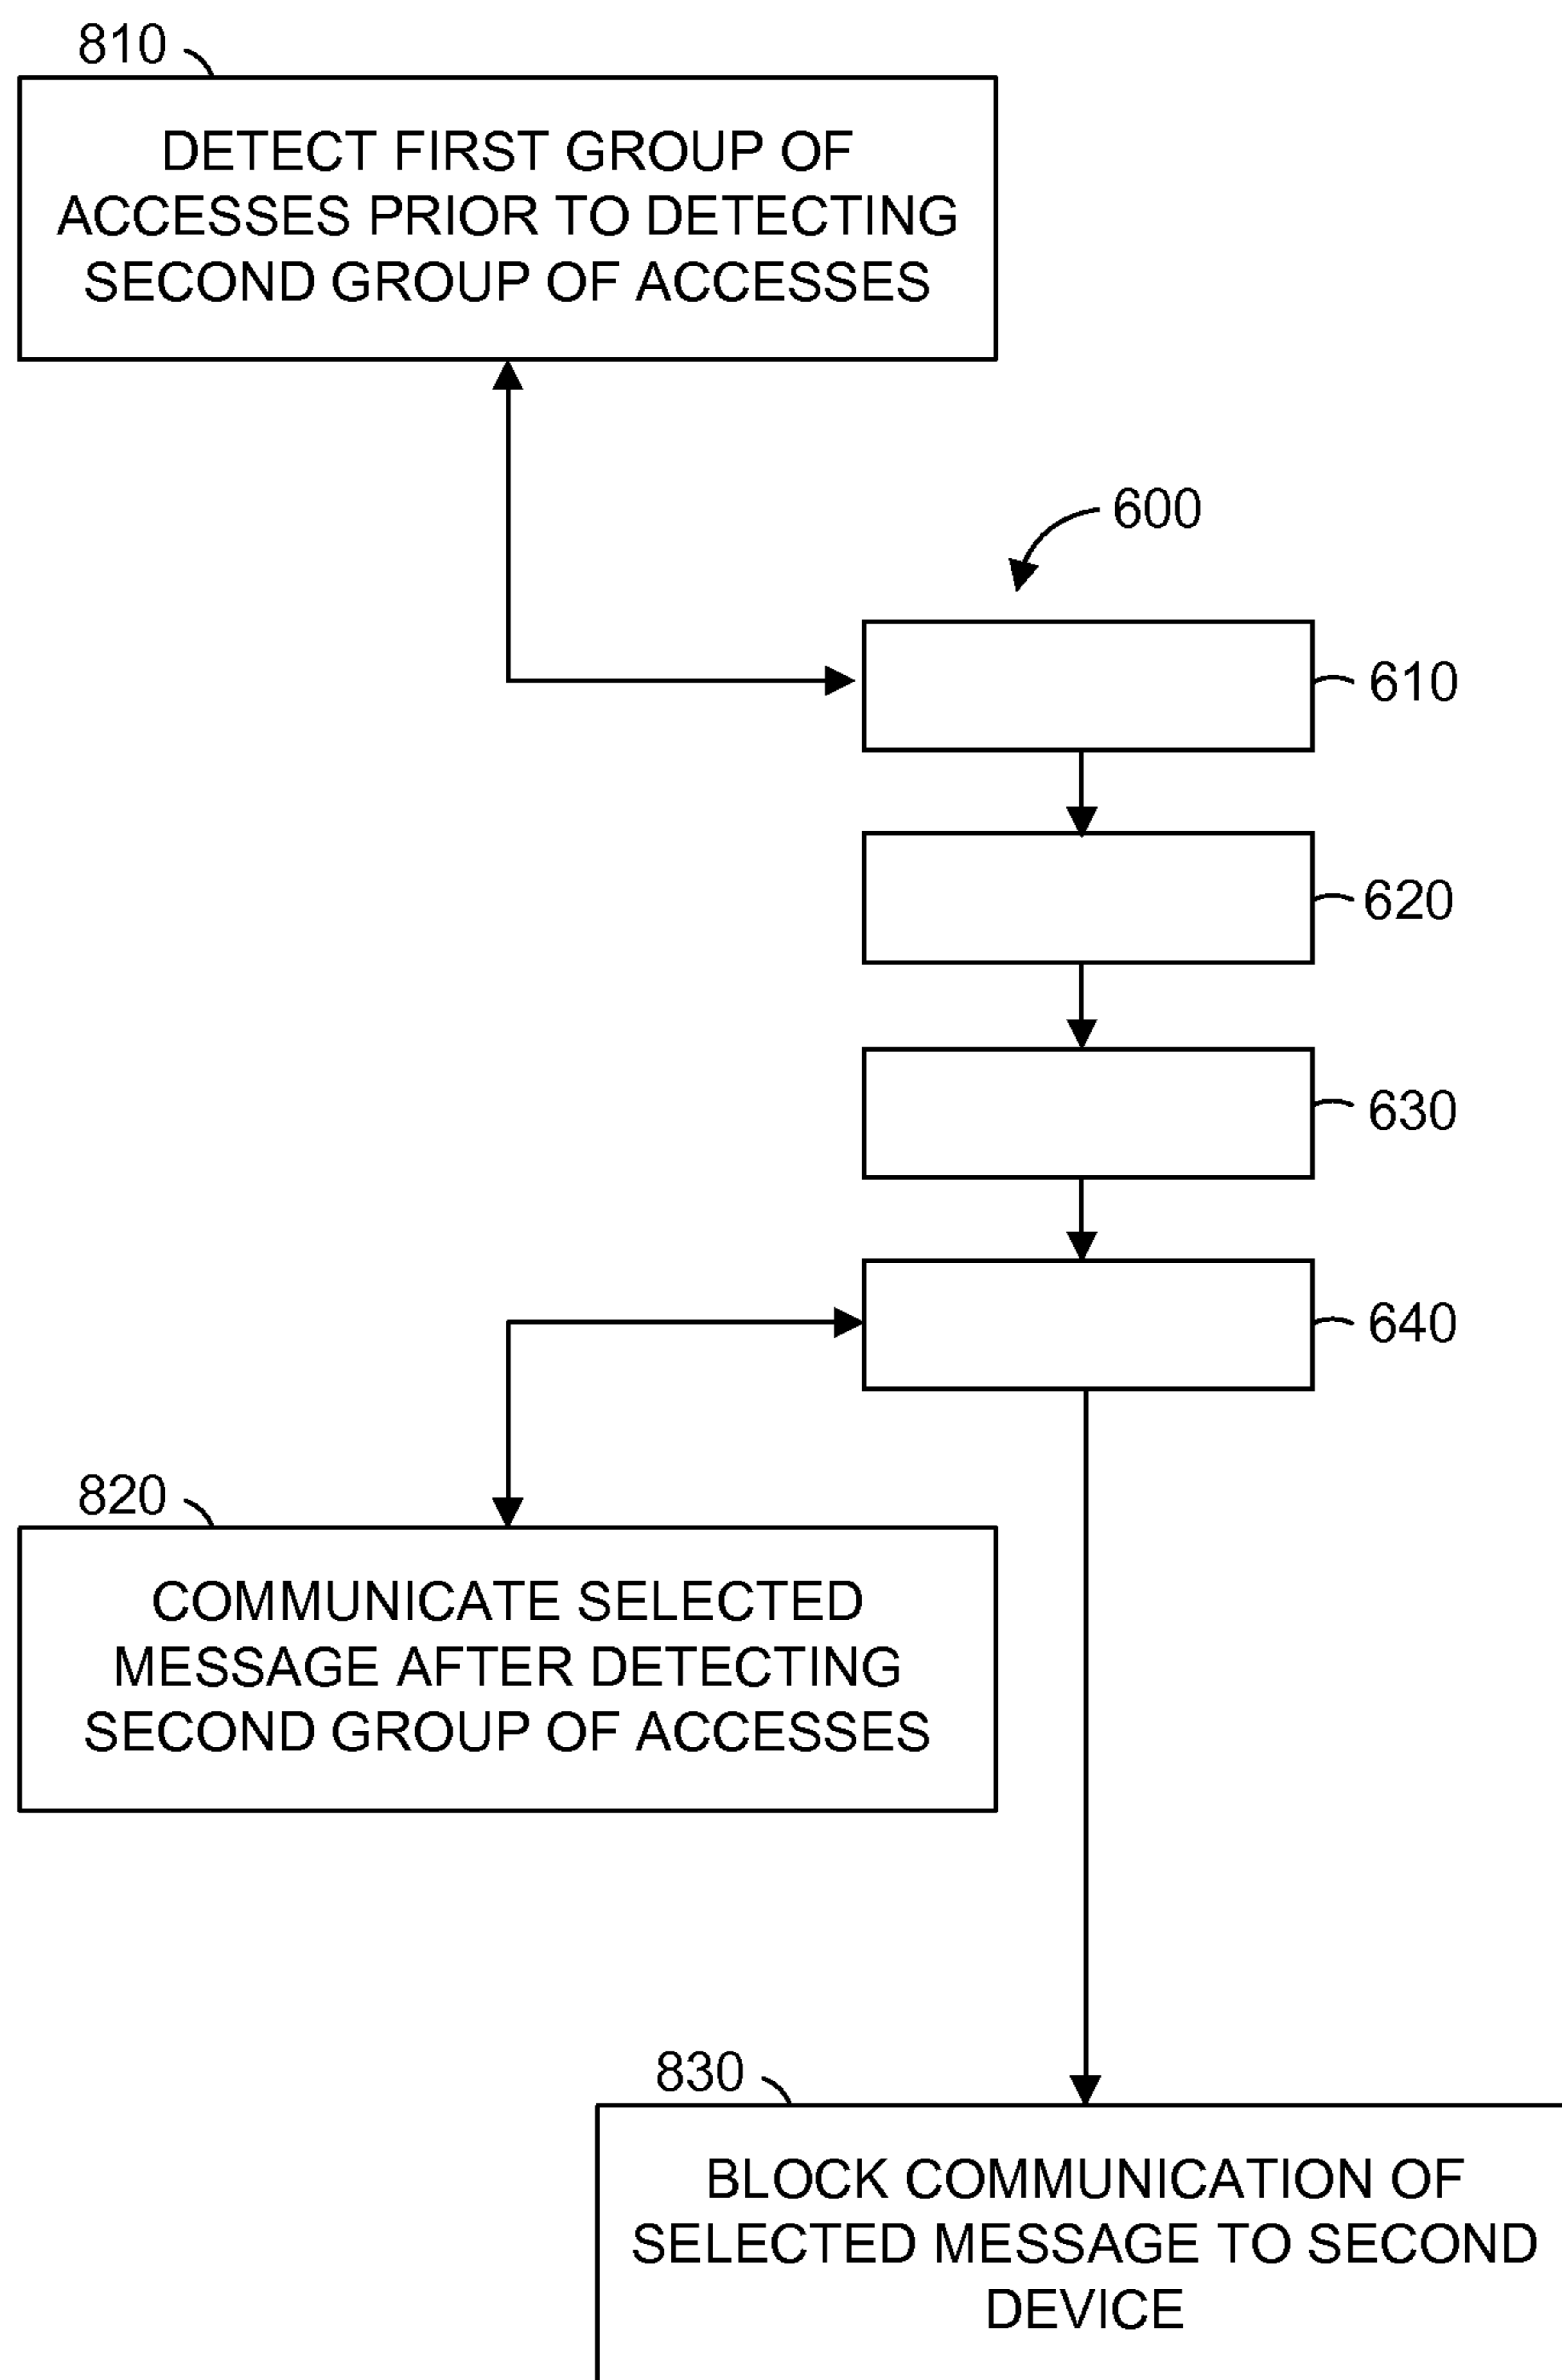 810
DETECT FIRST GROUP OF
ACCESSES PRIOR TO DETECTING
SECOND GROUP OF ACCESSES
600
610
620
630
640
820
COMMUNICATE SELECTED
MESSAGE AFTER DETECTING
SECOND GROUP OF ACCESSES
830
BLOCK COMMUNICATION OF
SELECTED MESSAGE TO SECOND
DEVICE